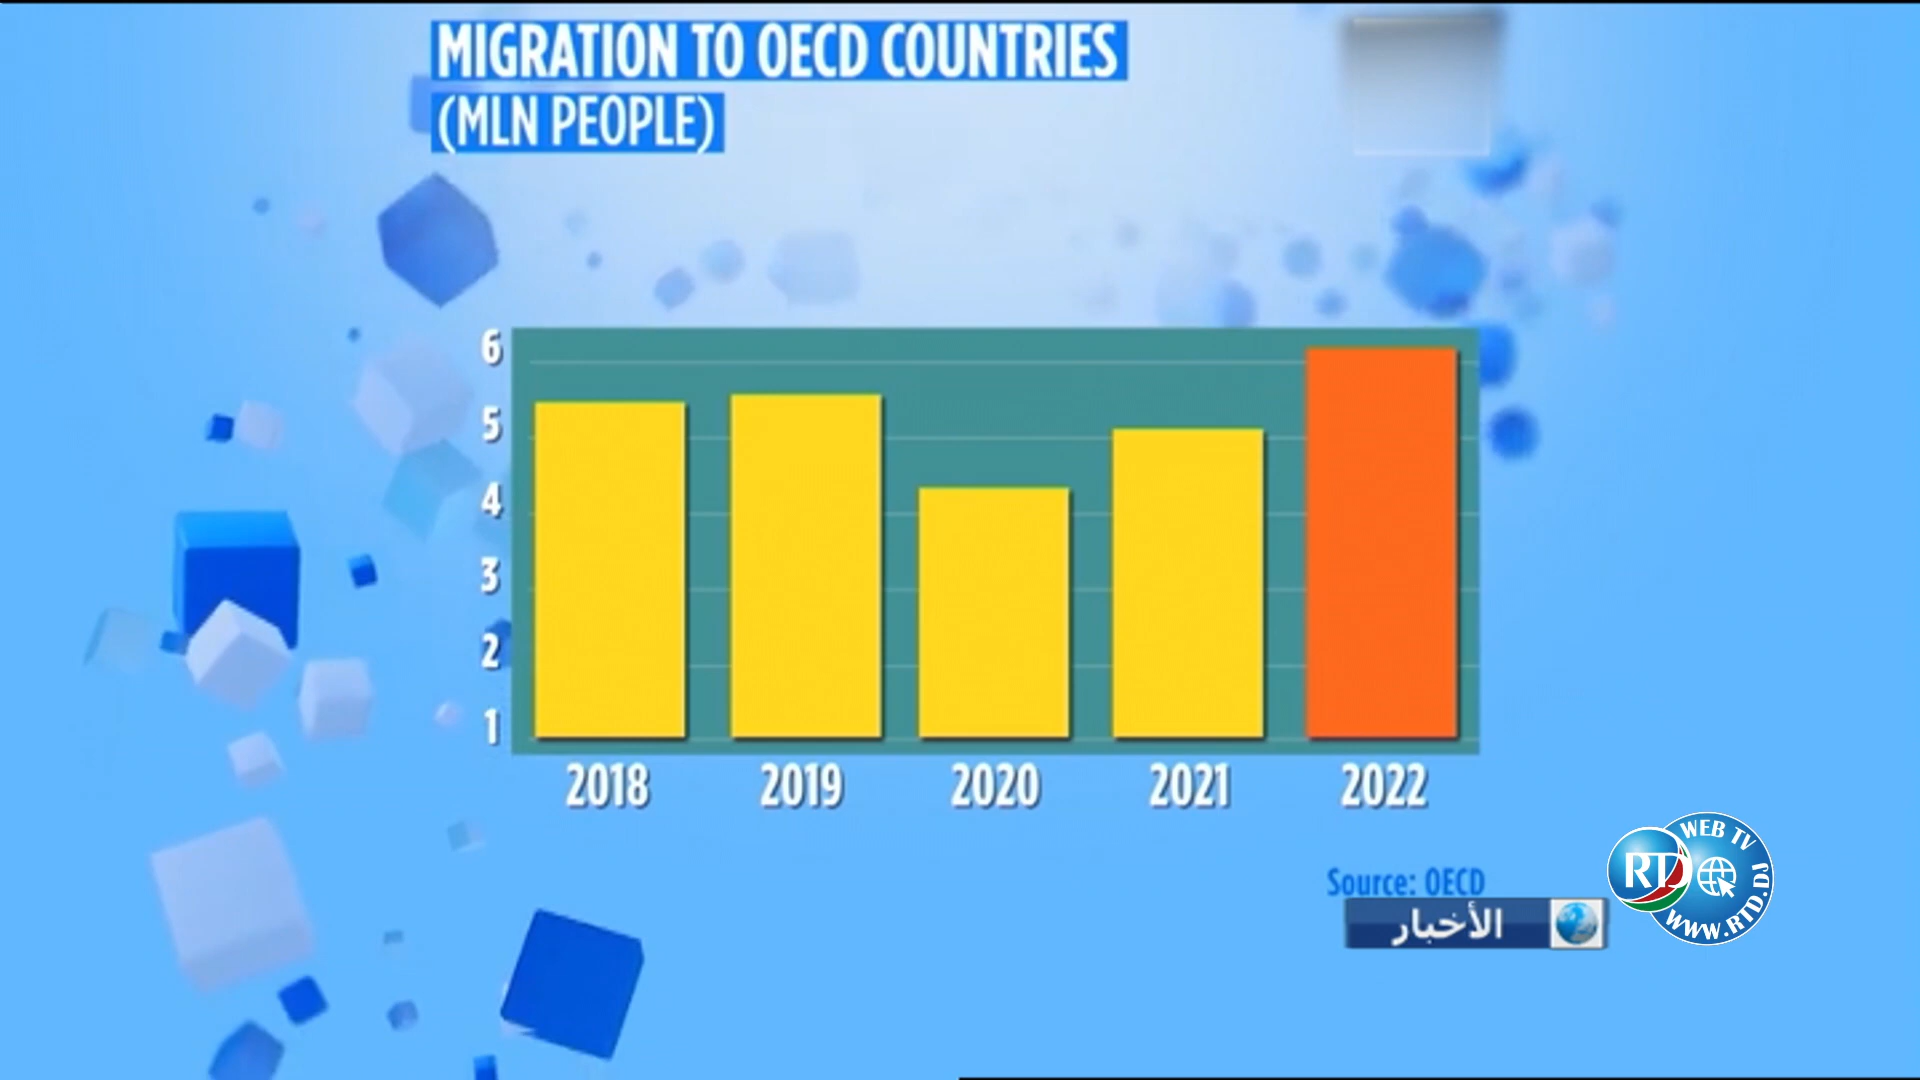 MIGRATION TO OECD COUNTRIES
(MLN PEOPLE)
6
5
4
3
2
1
2018 2019 2020 2021 2022
Source: OECD
الأخبار
WEB TV
RTD
WWW.RTD.DJ